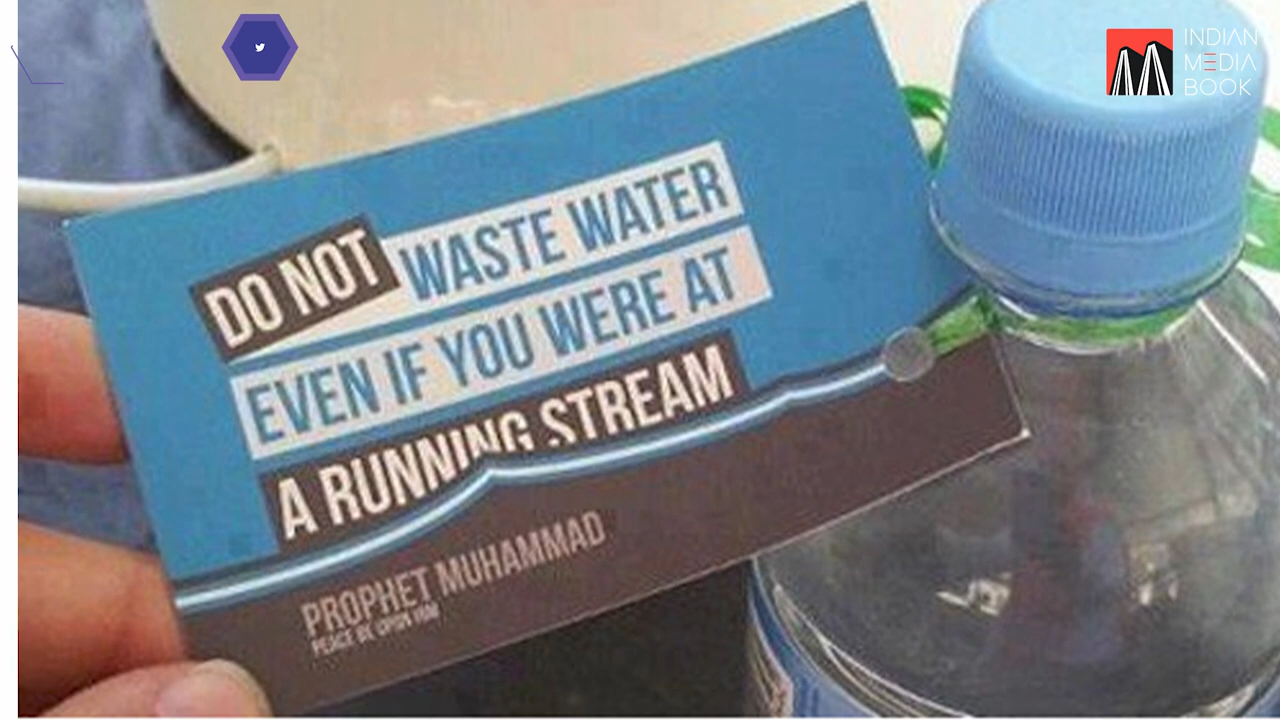 INDIAN
MEDIA
BOOK
DO NOT WASTE WATER
EVEN IF YOU WERE AT
A RUNNING STREAM
PROPHET MUHAMMAD
PEACE BE UPON HIM